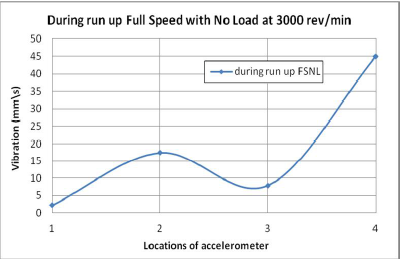 During run up Full Speed with No Load at 3000 rev/min
50
45
40
35
30
25
20
15
10
5
0
Vibration (mm\s)
during run up FSNL
1 2 3 4
Locations of accelerometer